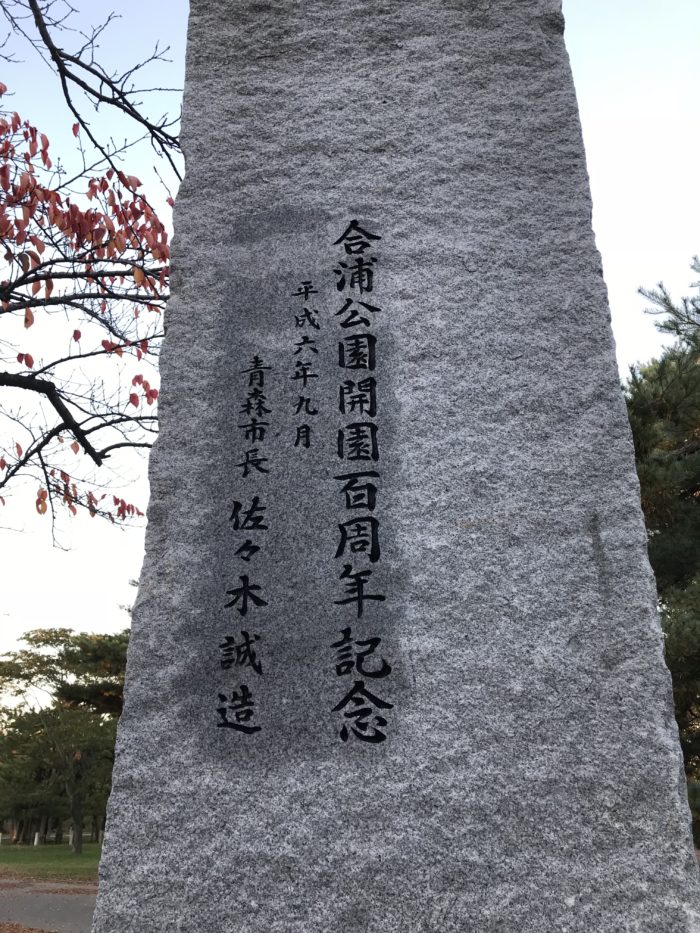 合浦公園開園百周年記念
平成六年九月
青森市長 佐々木誠造